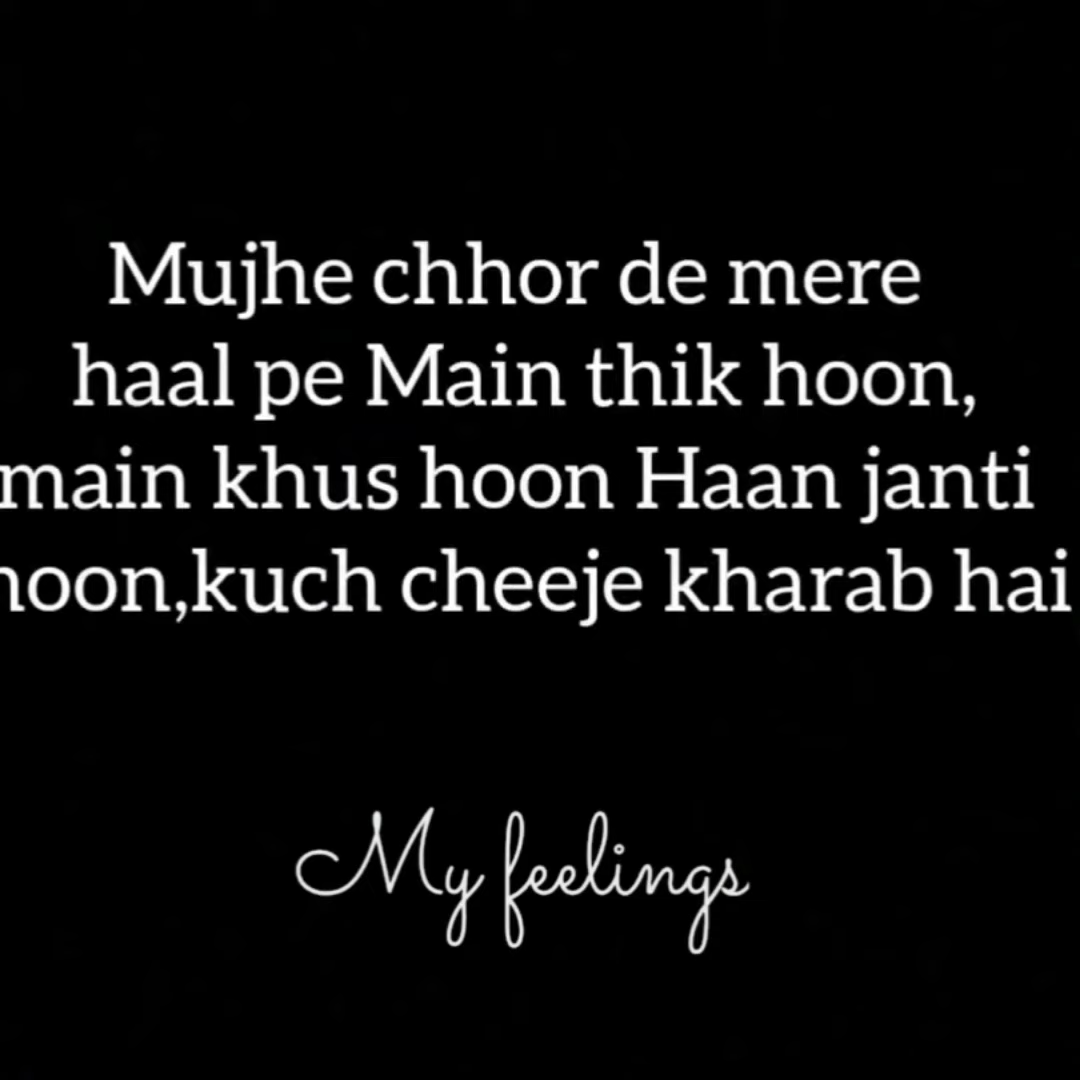 Mujhe chhor de mere
haal pe Main thik hoon,
main khus hoon Haan janti
hoon,kuch cheeje kharab hai
My feelings